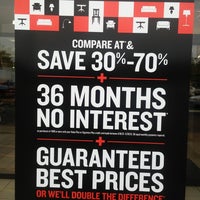 COMPARE AT &
SAVE 30%-70%
+
36 MONTHS
NO INTEREST
+
GUARANTEED
BEST PRICES
OR WE'LL DOUBLE THE DIFFERENCE*